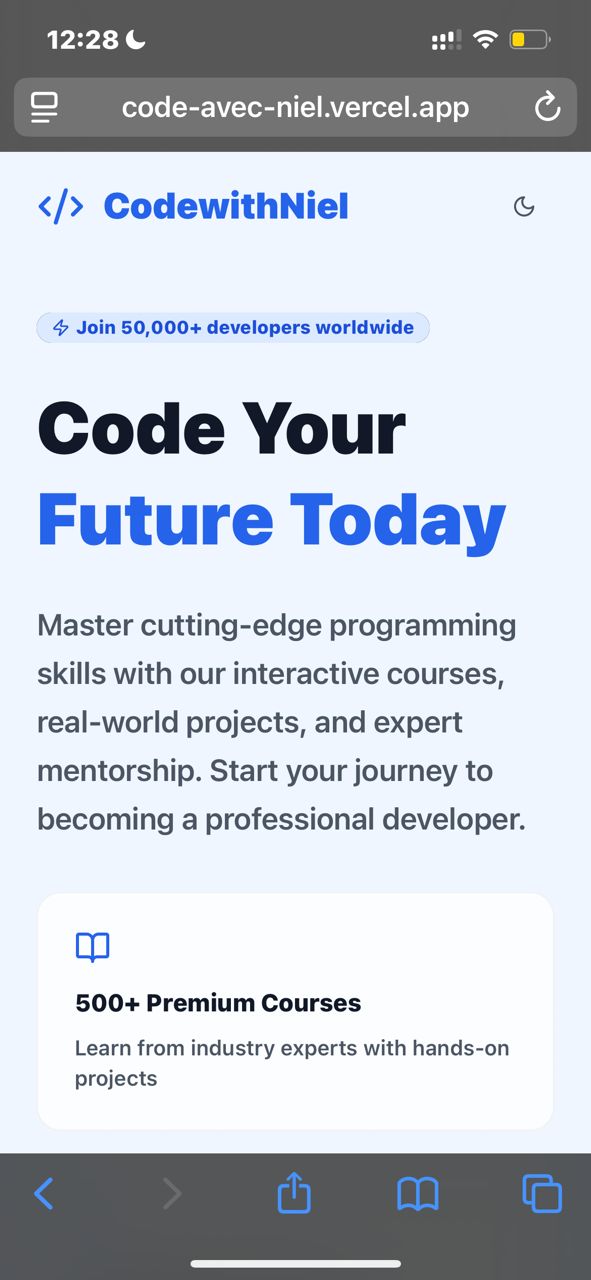 12:28
code-avec-niel.vercel.app
</> CodewithNiel
Join 50,000+ developers worldwide
Code Your
Future Today
Master cutting-edge programming
skills with our interactive courses,
real-world projects, and expert
mentorship. Start your journey to
becoming a professional developer.
500+ Premium Courses
Learn from industry experts with hands-on
projects